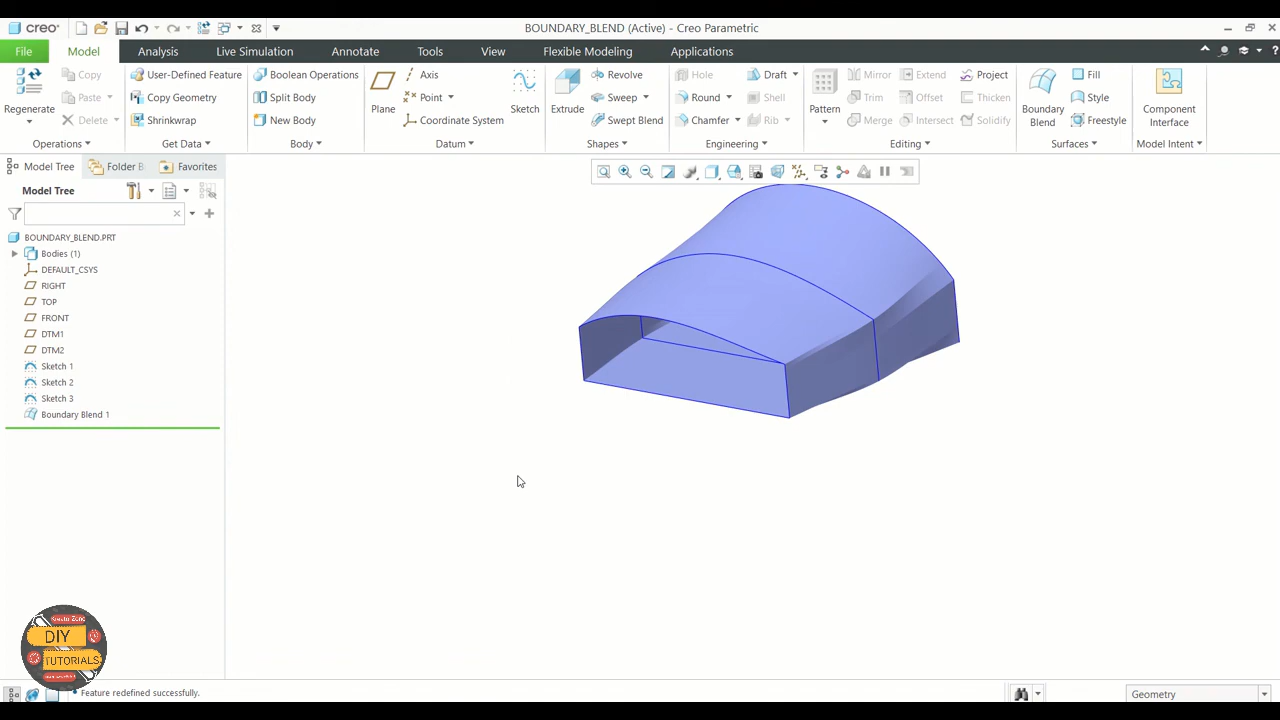 creo
BOUNDARY_BLEND (Active) - Creo Parametric
File Model Analysis Live Simulation Annotate Tools View Flexible Modeling Applications
Regenerate
Copy
Paste
Delete
Operations
User-Defined Feature
Copy Geometry
Shrinkwrap
Get Data
Boolean Operations
Split Body
New Body
Body
Plane
Axis
Point
Coordinate System
Sketch
Datum
Extrude
Revolve
Sweep
Swept Blend
Shapes
Hole
Round
Chamfer
Draft
Shell
Rib
Engineering
Pattern
Mirror
Trim
Merge
Extend
Offset
Intersect
Project
Thicken
Solidify
Editing
Boundary
Blend
Fill
Style
Freestyle
Surfaces
Component
Interface
Model Intent
Model Tree Folder B Favorites
Model Tree
BOUNDARY_BLEND.PRT
Bodies (1)
DEFAULT_CSYS
RIGHT
TOP
FRONT
DTM1
DTM2
Sketch 1
Sketch 2
Sketch 3
Boundary Blend 1
DIY
TUTORIALS
Feature redefined successfully.
Geometry